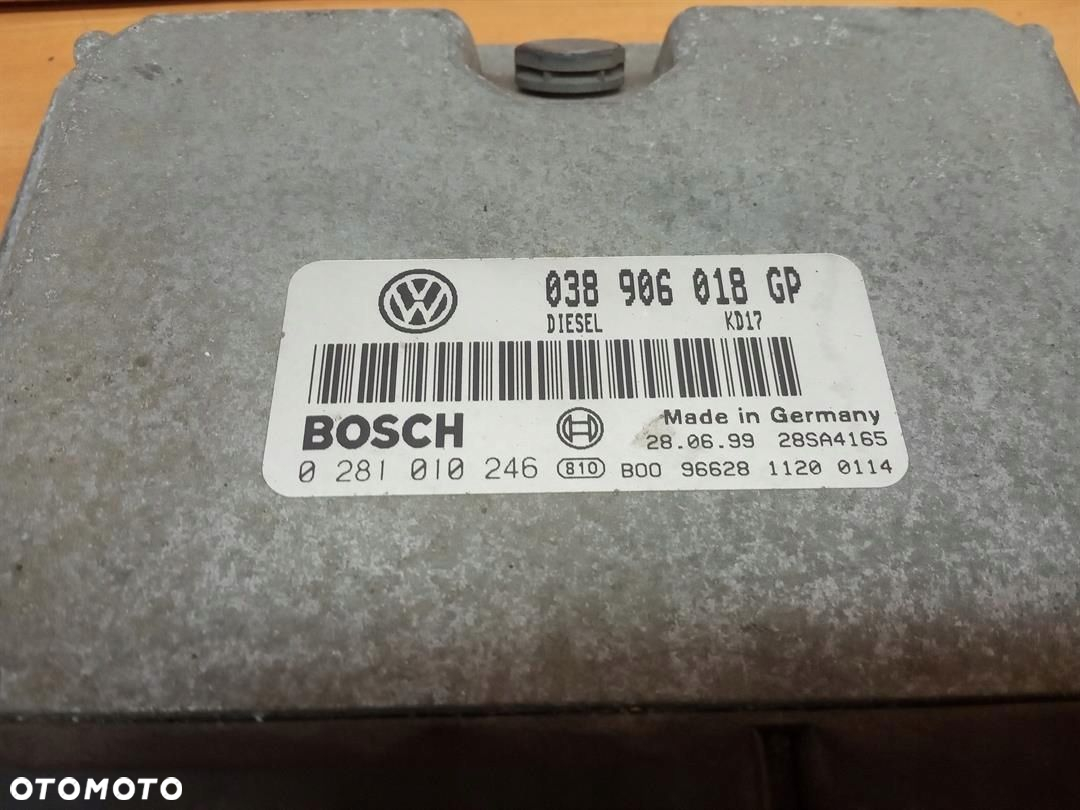 038 906 018 GP
DIESEL KD17
BOSCH
Made in Germany
28.06.99 28SA4165
0 281 010 246 810 B00 96628 1120 0114
OTOMOTO